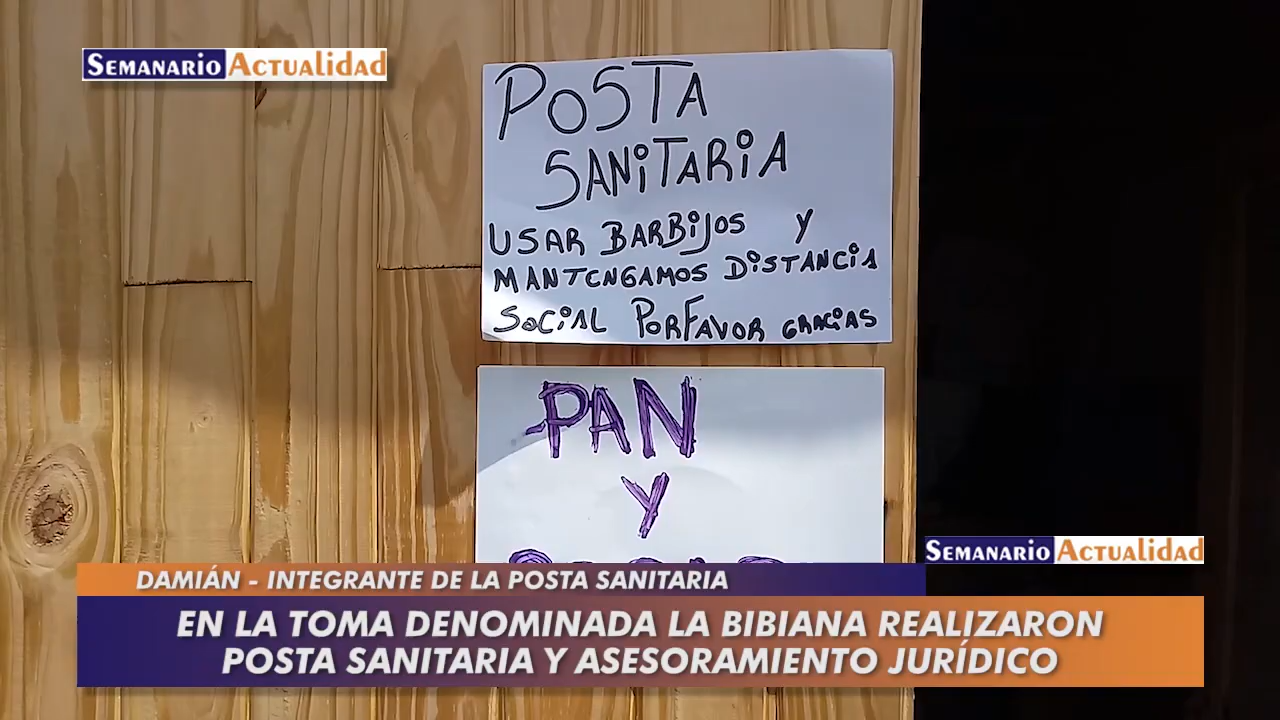 SEMANARIO ACTUALIDAD
POSTA
SANITARIA
USAR BARBIJOS Y
MANTENGAMOS DISTANCIA
SOCIAL PORFAVOR GRACIAS
PAN
Y
SEMANARIO ACTUALIDAD
DAMIÁN - INTEGRANTE DE LA POSTA SANITARIA
EN LA TOMA DENOMINADA LA BIBIANA REALIZARON
POSTA SANITARIA Y ASESORAMIENTO JURÍDICO